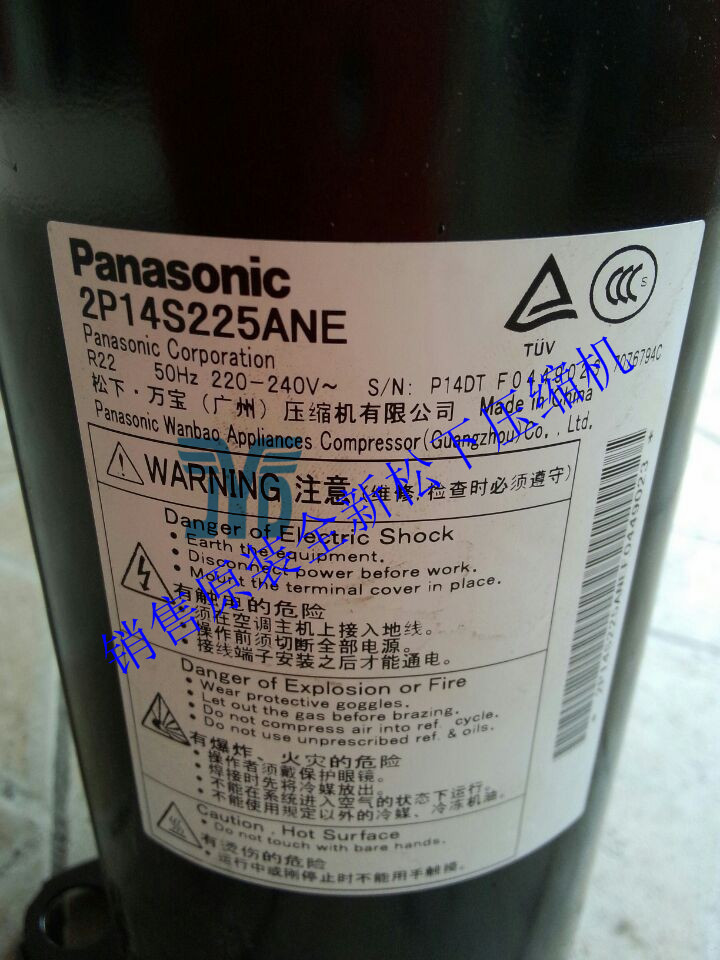 Panasonic
2P14S225ANE
TÜV
CCC S
Panasonic Corporation
R22 50Hz 220-240V~ S/N: P14DT F0449023 7036794C
松下·万宝（广州）压缩机有限公司 Made in China
Panasonic Wanbao Appliances Compressor(Guangzhou)Co.,Ltd.
WARNING 注意（维修,检查时必须遵守）
Danger of Electric Shock
• Earth the equipment.
• Disconnect power before work.
• Mount the terminal cover in place.
有触电的危险
• 须在空调主机上接入地线。
• 操作前须切断全部电源。
• 接线端子安装之后才能通电。
Danger of Explosion or Fire
• Wear protective goggles.
• Let out the gas before brazing.
• Do not compress air into ref. cycle.
• Do not use unprescribed ref. & oils.
有爆炸、火灾的危险
• 操作者须戴保护眼镜。
• 焊接时先将冷媒放出。
• 不能在系统进入空气的状态下运行。
• 不能使用规定以外的冷媒、冷冻机油。
Caution, Hot Surface
• Do not touch with bare hands.
有烫伤的危险
• 运行中或刚停止时不能用手触摸。
* 2P14S225ANEF0449023 *
销售原装全新松下压缩机